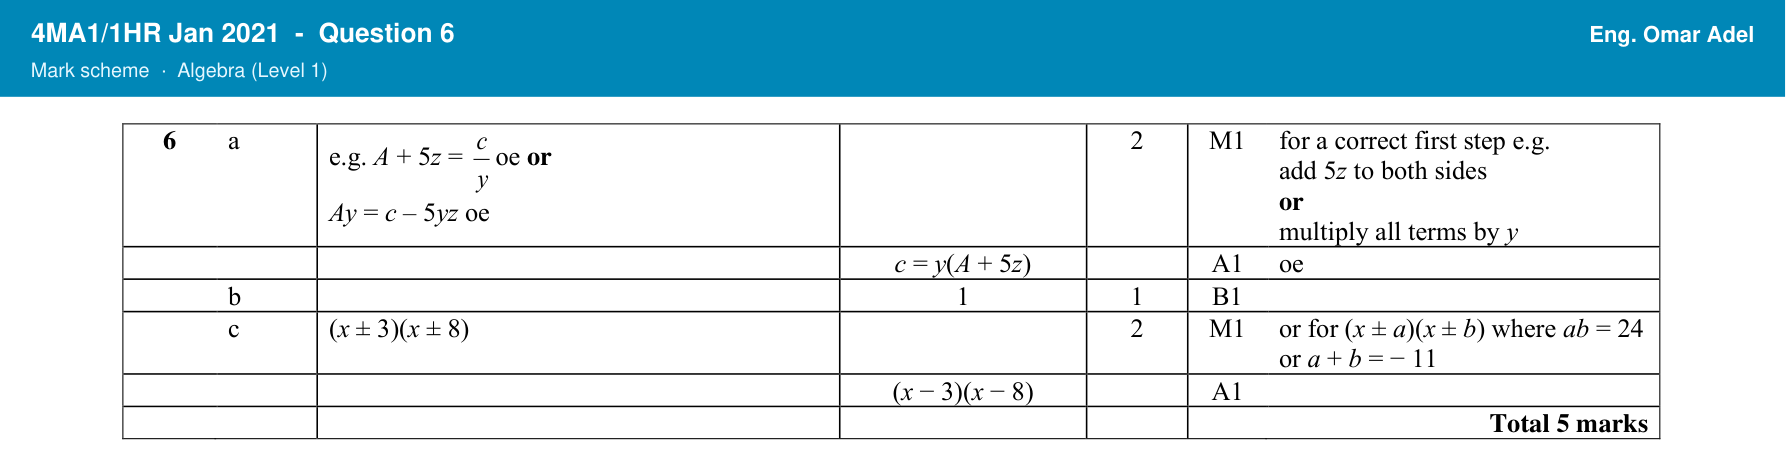 4MA1/1HR Jan 2021 - Question 6
Eng. Omar Adel
Mark scheme · Algebra (Level 1)
6 a e.g. A + 5z = c/y oe or 2 M1 for a correct first step e.g.
add 5z to both sides
Ay = c – 5yz oe or
multiply all terms by y
c = y(A + 5z) A1 oe
b 1 1 B1
c (x ± 3)(x ± 8) 2 M1 or for (x ± a)(x ± b) where ab = 24
or a + b = − 11
(x − 3)(x − 8) A1
Total 5 marks